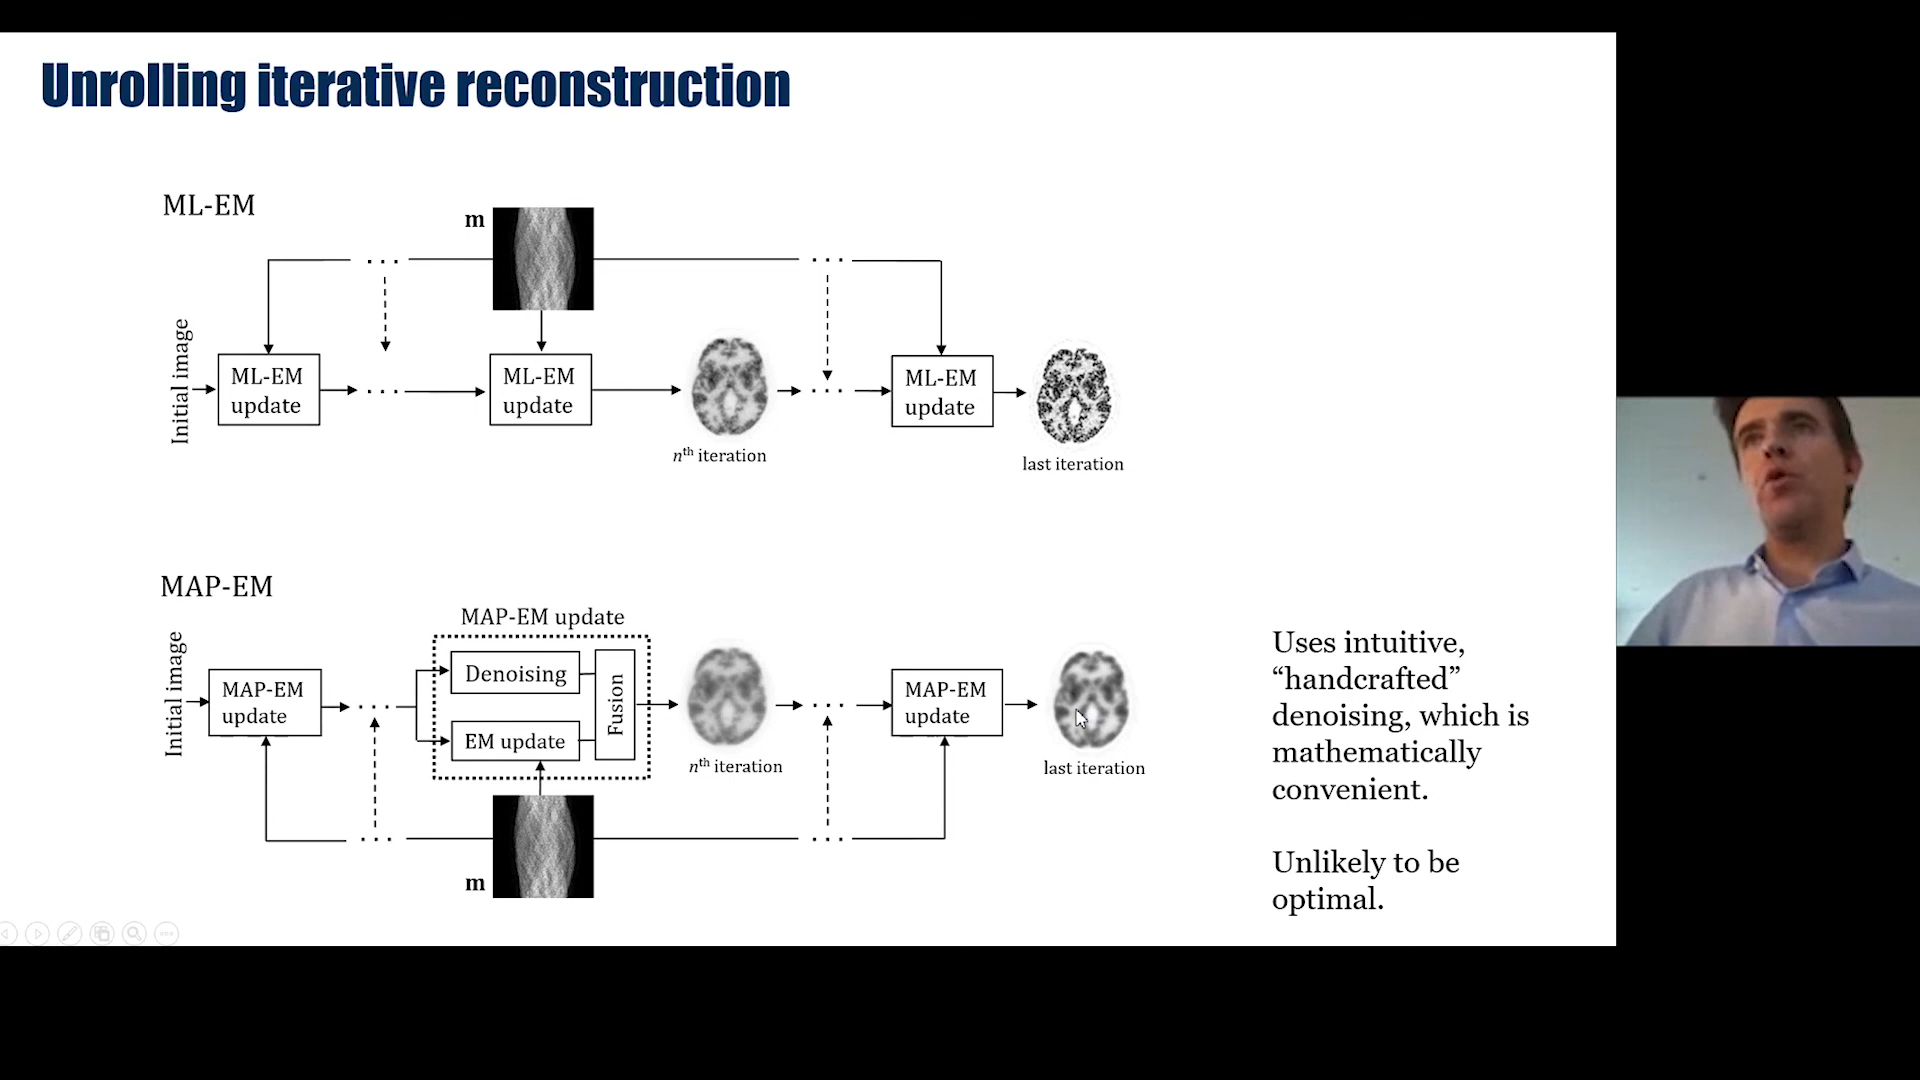 Unrolling iterative reconstruction
ML-EM
m
Initial image
ML-EM
update
ML-EM
update
nth iteration
ML-EM
update
last iteration
MAP-EM
MAP-EM update
Initial image
MAP-EM
update
Denoising
EM update
Fusion
nth iteration
MAP-EM
update
last iteration
m
Uses intuitive,
“handcrafted”
denoising, which is
mathematically
convenient.
Unlikely to be
optimal.